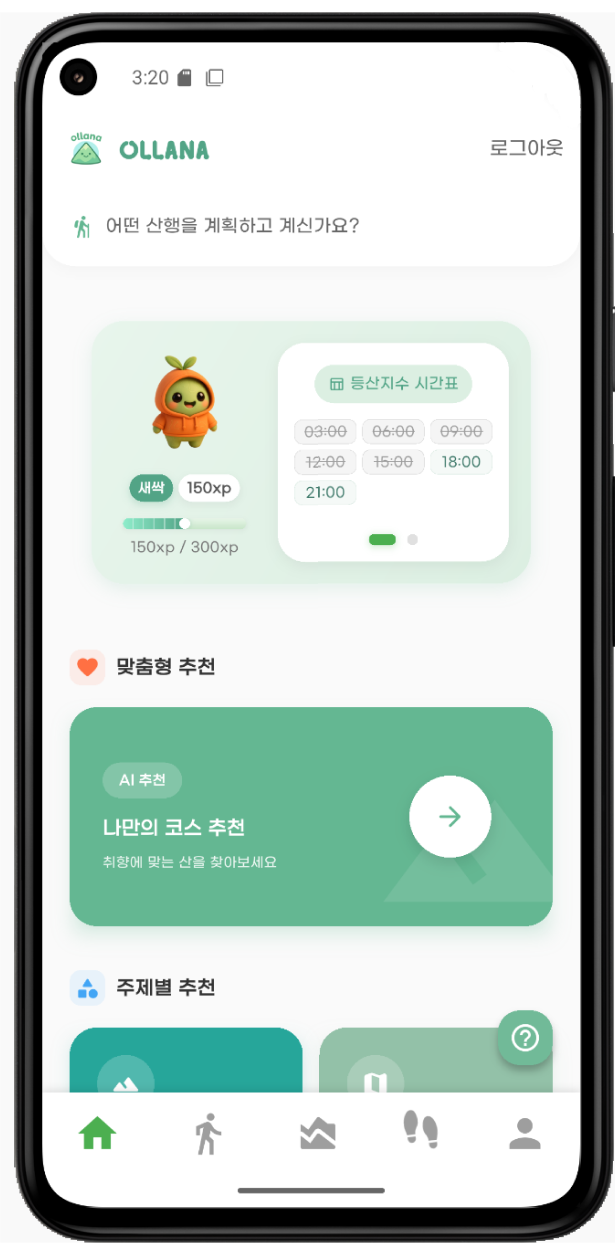 3:20
ollana
OLLANA
로그아웃
어떤 산행을 계획하고 계신가요?
등산지수 시간표
03:00 06:00 09:00
12:00 15:00 18:00
21:00
새싹 150xp
150xp / 300xp
맞춤형 추천
AI 추천
나만의 코스 추천
취향에 맞는 산을 찾아보세요
주제별 추천